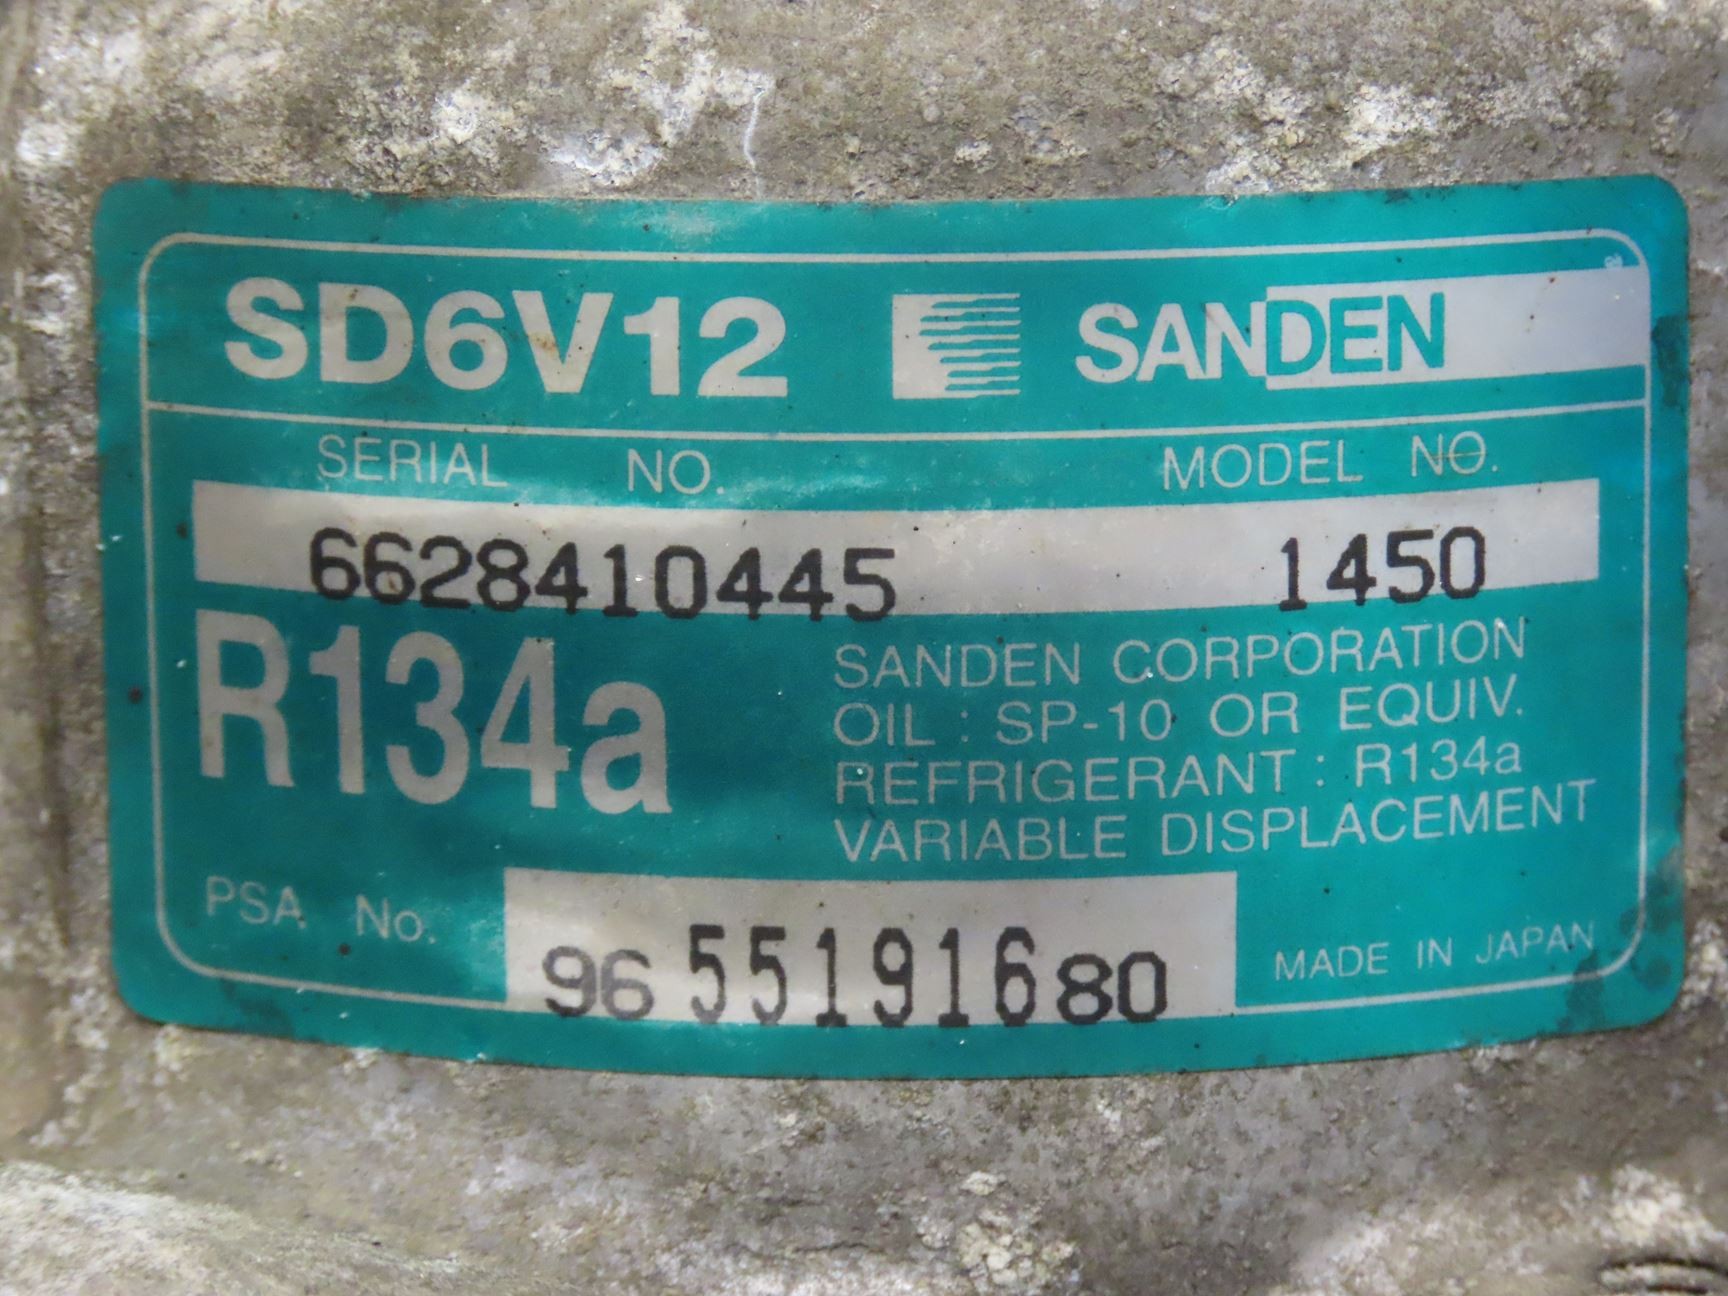 SD6V12 SANDEN
SERIAL NO. MODEL NO.
6628410445 1450
R134a
SANDEN CORPORATION
OIL : SP-10 OR EQUIV.
REFRIGERANT : R134a
VARIABLE DISPLACEMENT
PSA No. 96 551916 80
MADE IN JAPAN